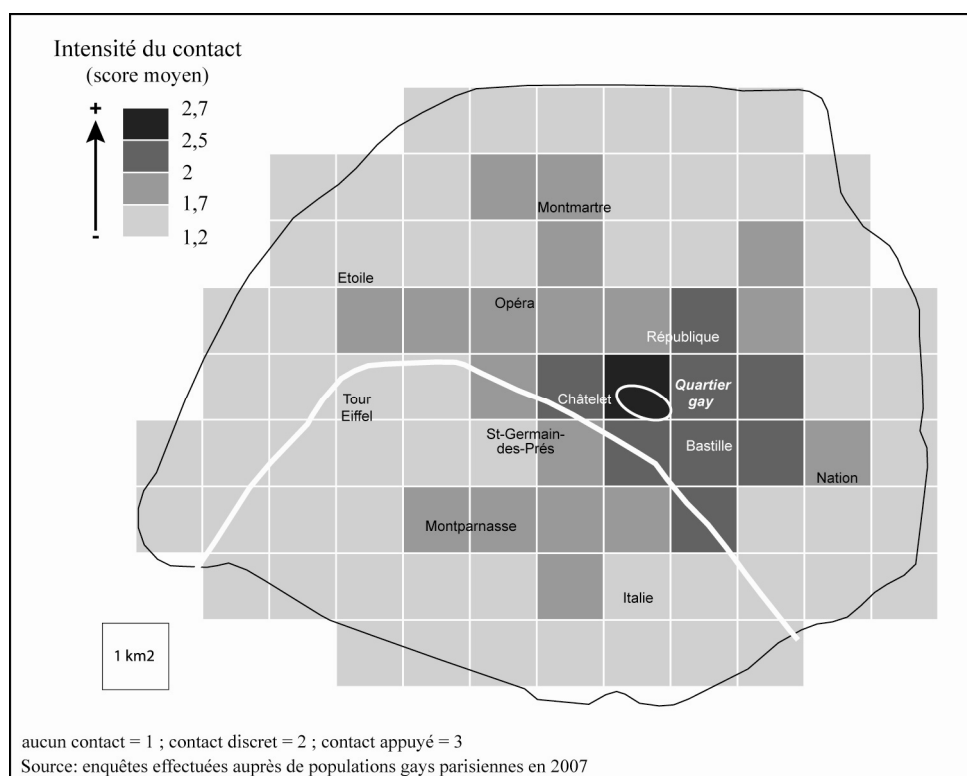 Intensité du contact
(score moyen)
+
2,7
2,5
2
1,7
-
1,2
Montmartre
Etoile
Opéra
République
Tour
Eiffel
Châtelet
Quartier
gay
St-Germain-
des-Prés
Bastille
Nation
Montparnasse
Italie
1 km2
aucun contact = 1 ; contact discret = 2 ; contact appuyé = 3
Source: enquêtes effectuées auprès de populations gays parisiennes en 2007